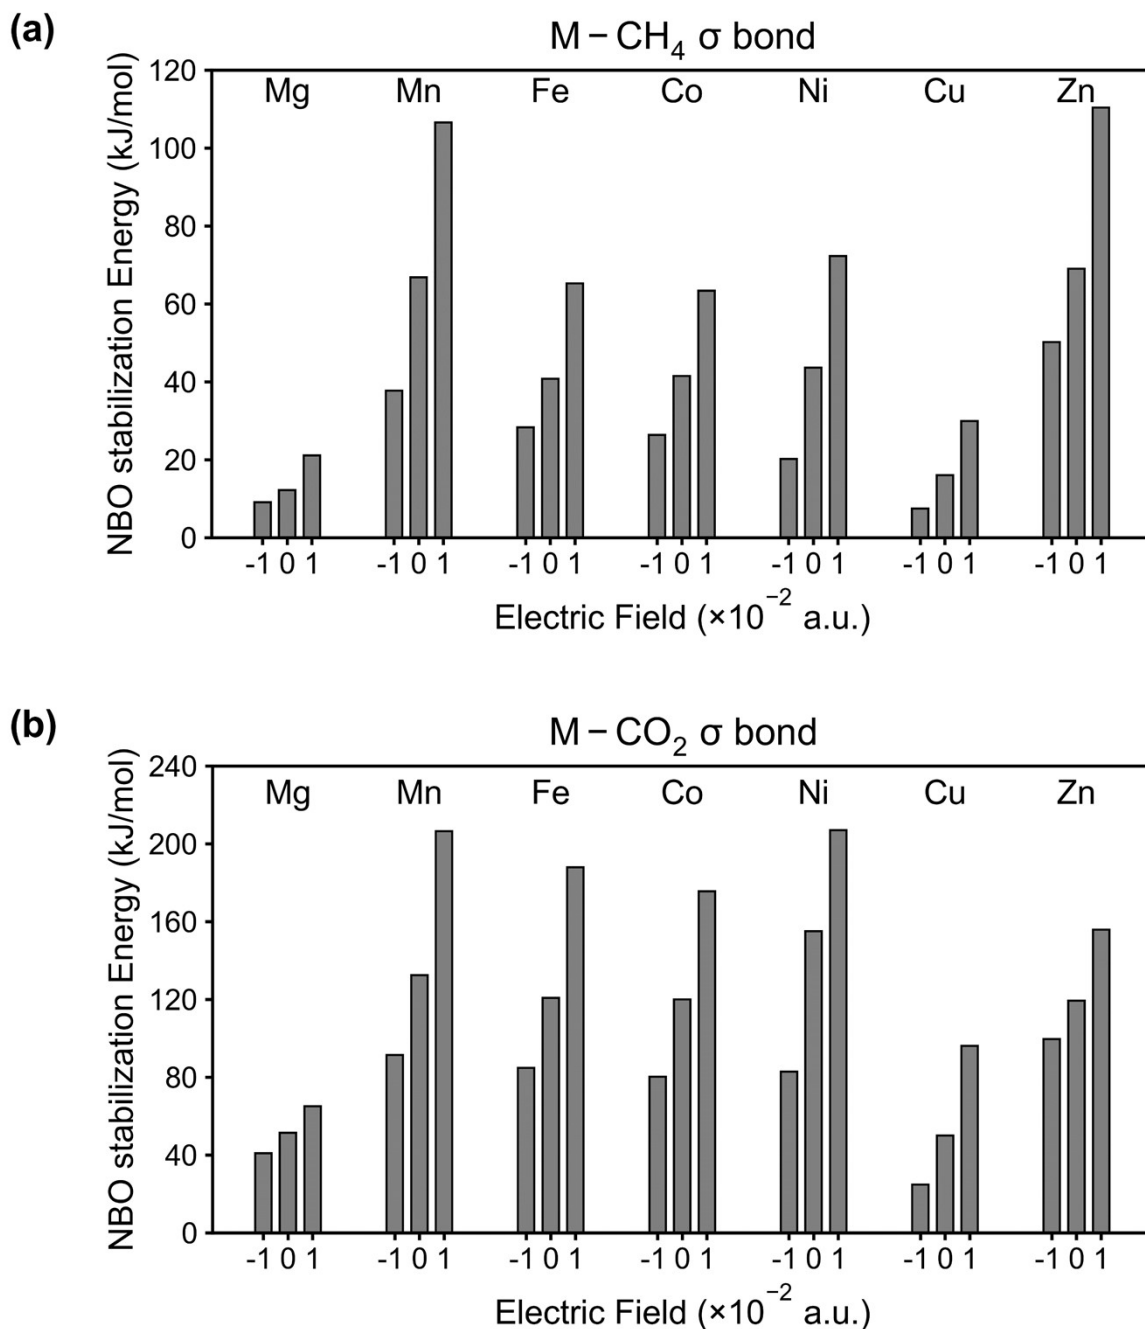 (a)
M − CH₄ σ bond
NBO stabilization Energy (kJ/mol)
120
100
80
60
40
20
0
Mg Mn Fe Co Ni Cu Zn
-1 0 1 -1 0 1 -1 0 1 -1 0 1 -1 0 1 -1 0 1 -1 0 1
Electric Field (×10⁻² a.u.)
(b)
M − CO₂ σ bond
NBO stabilization Energy (kJ/mol)
240
200
160
120
80
40
0
Mg Mn Fe Co Ni Cu Zn
-1 0 1 -1 0 1 -1 0 1 -1 0 1 -1 0 1 -1 0 1 -1 0 1
Electric Field (×10⁻² a.u.)